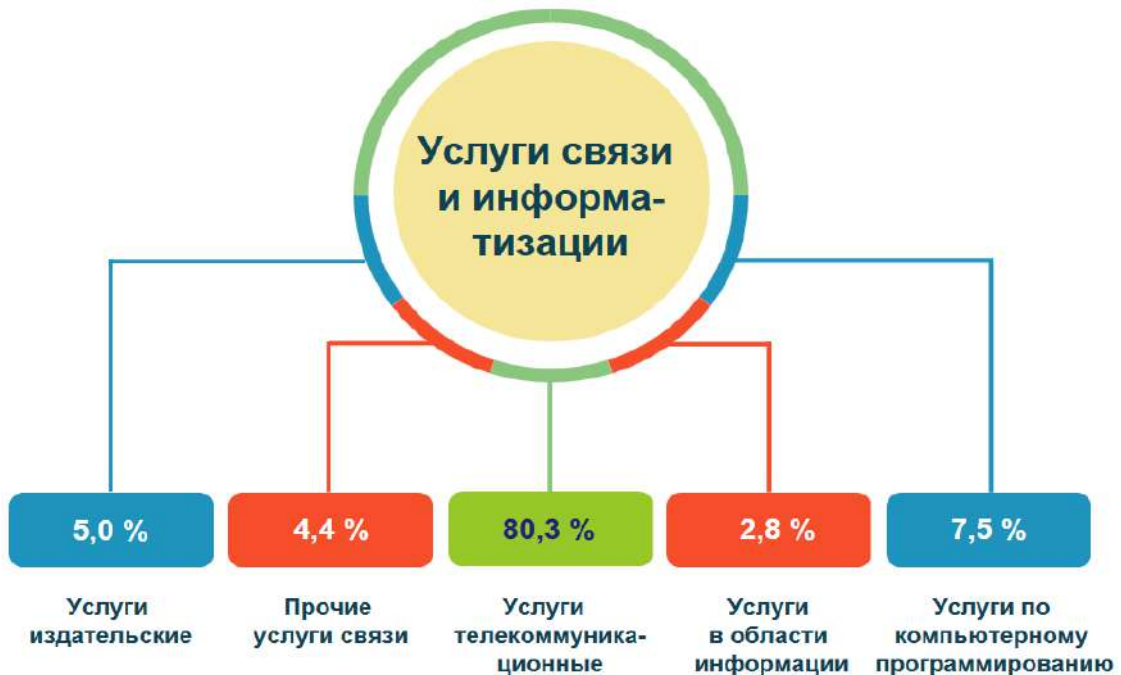 Услуги связи
и информа-
тизации
5,0 %
4,4 %
80,3 %
2,8 %
7,5 %
Услуги
издательские
Прочие
услуги связи
Услуги
телекоммуника-
ционные
Услуги
в области
информации
Услуги по
компьютерному
программированию